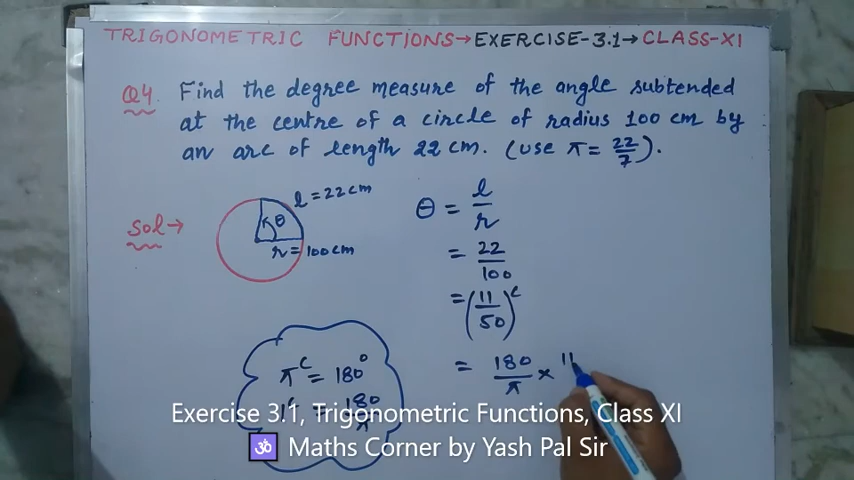 TRIGONOMETRIC FUNCTIONS→EXERCISE-3.1→CLASS-XI
Q4 Find the degree measure of the angle subtended
at the centre of a circle of radius 100 cm by
an arc of length 22 cm. (use π = 22/7).
sol→
l = 22 cm
θ
r = 100 cm
θ = l/r
= 22/100
= (11/50)ᶜ
= 180/π × 11
πᶜ = 180°
1ᶜ = 180/π
Exercise 3.1, Trigonometric Functions, Class XI
🕉 Maths Corner by Yash Pal Sir